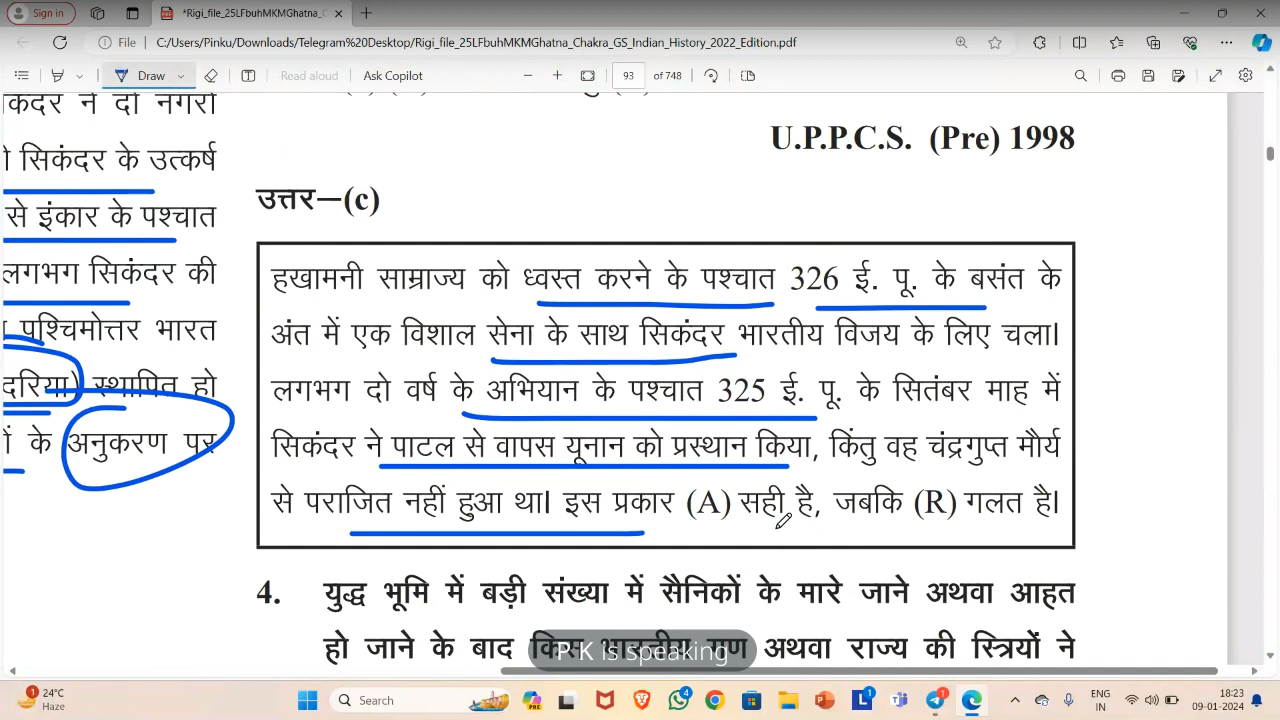 Sign in
*Rigi_file_25LFbuhMKMGhatna_C
File
C:/Users/Pinku/Downloads/Telegram%20Desktop/Rigi_file_25LFbuhMKMGhatna_Chakra_GS_Indian_History_2022_Edition.pdf
Draw
Read aloud
Ask Copilot
93
of 748
U.P.P.C.S. (Pre) 1998
सिकंदर के उत्कर्ष
उत्तर—(c)
से इंकार के पश्चात
लगभग सिकंदर की
पश्चिमोत्तर भारत
स्थापित हो
के अनुकरण पर
हखामनी साम्राज्य को ध्वस्त करने के पश्चात 326 ई. पू. के बसंत के
अंत में एक विशाल सेना के साथ सिकंदर भारतीय विजय के लिए चला।
लगभग दो वर्ष के अभियान के पश्चात 325 ई. पू. के सितंबर माह में
सिकंदर ने पाटल से वापस यूनान को प्रस्थान किया, किंतु वह चंद्रगुप्त मौर्य
से पराजित नहीं हुआ था। इस प्रकार (A) सही है, जबकि (R) गलत है।
4. युद्ध भूमि में बड़ी संख्या में सैनिकों के मारे जाने अथवा आहत
हो जाने के बाद किस भारतीय गण अथवा राज्य की स्त्रियों ने
P K is speaking
24°C
Haze
Search
ENG
IN
18:23
09-01-2024